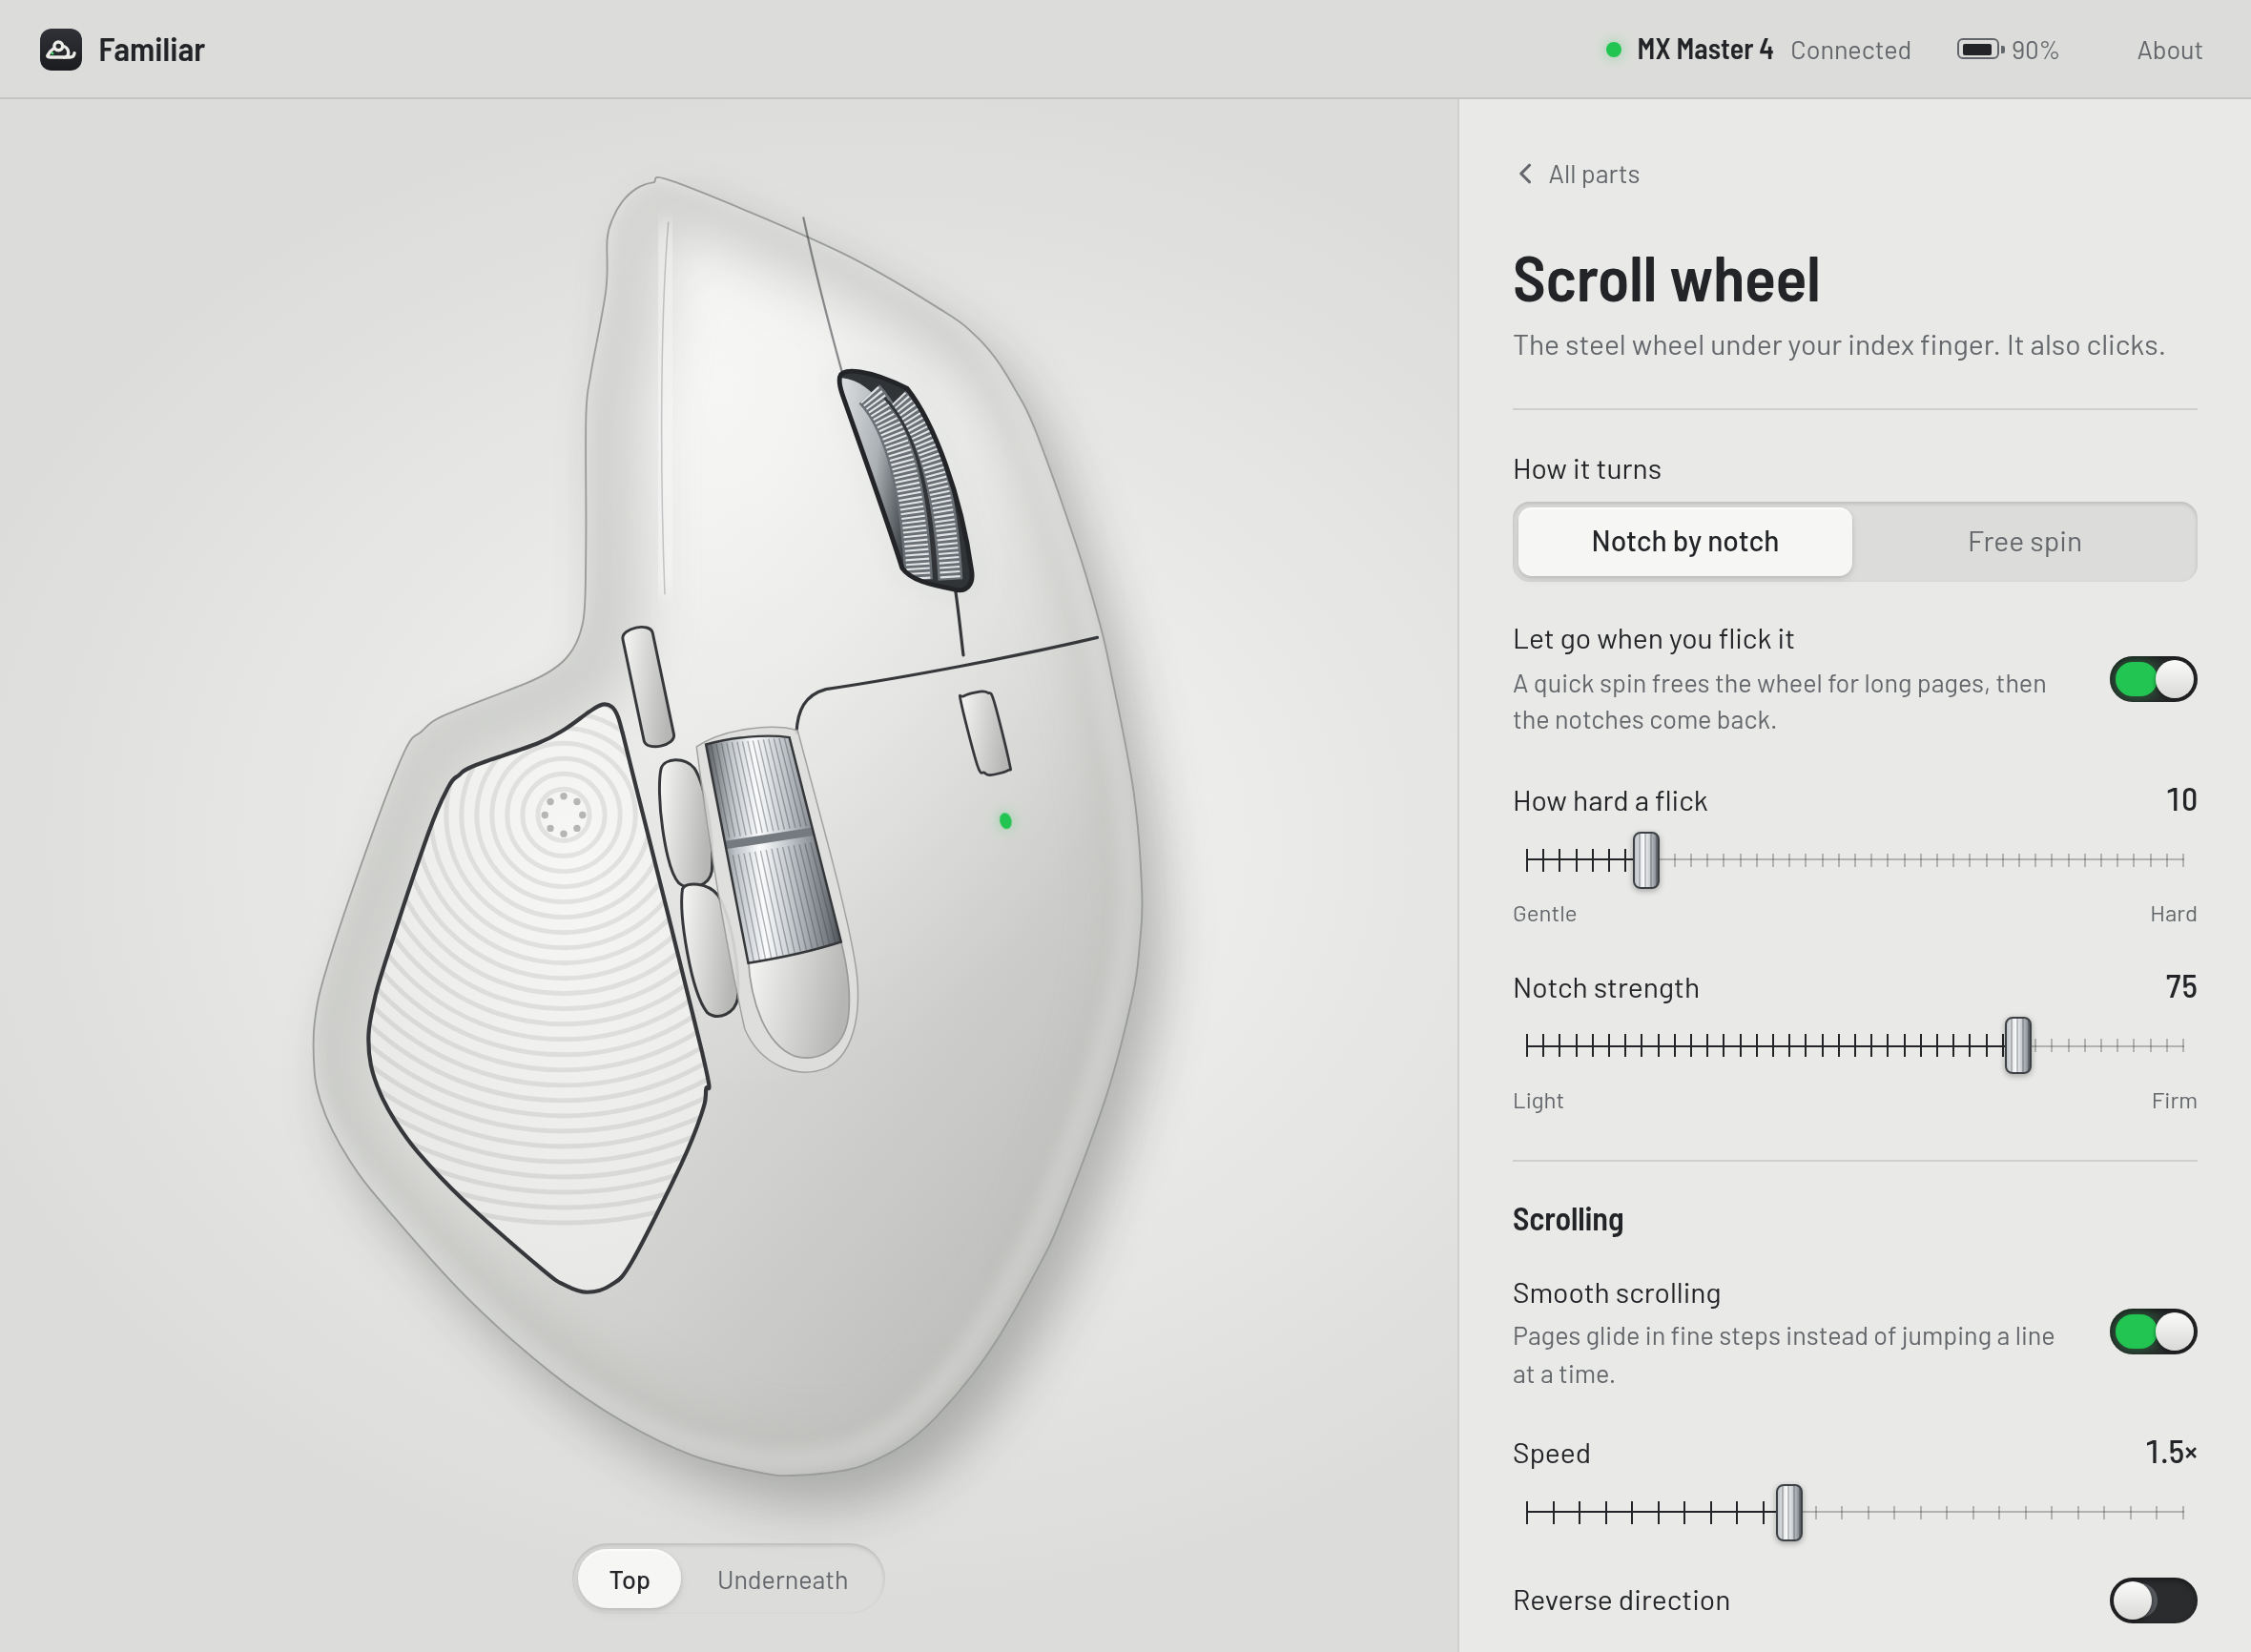 Familiar
MX Master 4 Connected 90% About
All parts
Scroll wheel
The steel wheel under your index finger. It also clicks.
How it turns
Notch by notch Free spin
Let go when you flick it
A quick spin frees the wheel for long pages, then
the notches come back.
How hard a flick 10
Gentle Hard
Notch strength 75
Light Firm
Scrolling
Smooth scrolling
Pages glide in fine steps instead of jumping a line
at a time.
Speed 1.5×
Reverse direction
Top Underneath